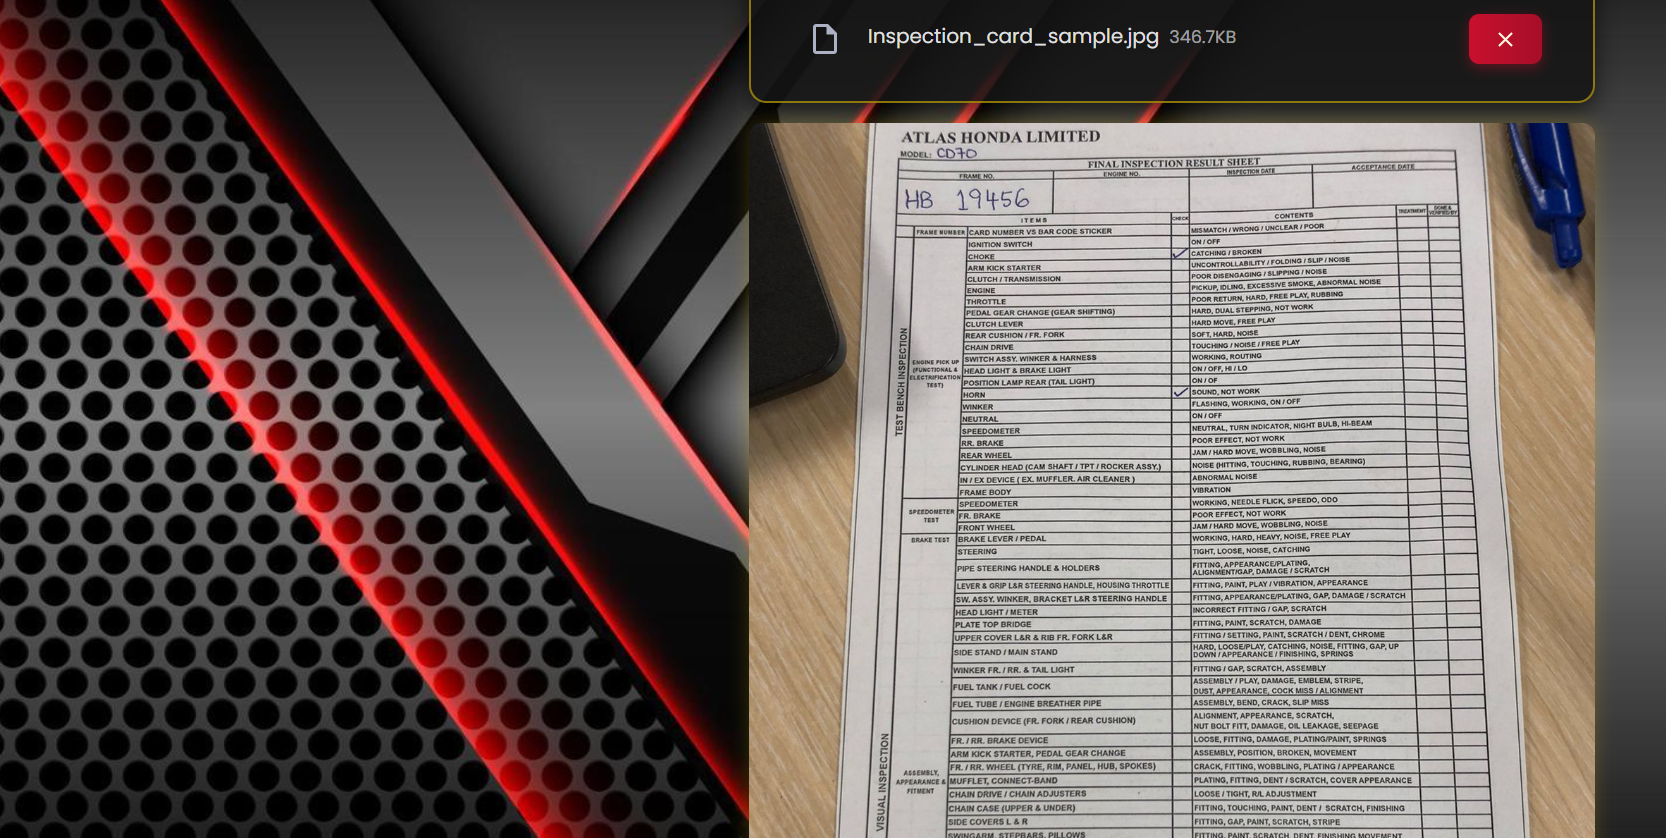 Inspection_card_sample.jpg 346.7KB
ATLAS HONDA LIMITED
MODEL: CD70
FINAL INSPECTION RESULT SHEET
FRAME NO. ENGINE NO. INSPECTION DATE ACCEPTANCE DATE
HB 19456
ITEMS CHECK CONTENTS TREATMENT DONE & VERIFIED BY
TEST BENCH INSPECTION
FRAME NUMBER CARD NUMBER VS BAR CODE STICKER MISMATCH / WRONG / UNCLEAR / POOR
IGNITION SWITCH ON / OFF
CHOKE ✓ CATCHING / BROKEN
ARM KICK STARTER UNCONTROLLABILITY / FOLDING / SLIP / NOISE
CLUTCH / TRANSMISSION POOR DISENGAGING / SLIPPING / NOISE
ENGINE PICKUP, IDLING, EXCESSIVE SMOKE, ABNORMAL NOISE
THROTTLE POOR RETURN, HARD, FREE PLAY, RUBBING
PEDAL GEAR CHANGE (GEAR SHIFTING) HARD, DUAL STEPPING, NOT WORK
CLUTCH LEVER HARD MOVE, FREE PLAY
REAR CUSHION / FR. FORK SOFT, HARD, NOISE
CHAIN DRIVE TOUCHING / NOISE / FREE PLAY
ENGINE PICK UP (FUNCTIONAL & ELECTRIFICATION TEST)
SWITCH ASSY. WINKER & HARNESS WORKING, ROUTING
HEAD LIGHT & BRAKE LIGHT ON / OFF, HI / LO
POSITION LAMP REAR (TAIL LIGHT) ON / OF
HORN ✓ SOUND, NOT WORK
WINKER FLASHING, WORKING, ON / OFF
NEUTRAL ON / OFF
SPEEDOMETER NEUTRAL, TURN INDICATOR, NIGHT BULB, HI-BEAM
RR. BRAKE POOR EFFECT, NOT WORK
REAR WHEEL JAM / HARD MOVE, WOBBLING, NOISE
CYLINDER HEAD (CAM SHAFT / TPT / ROCKER ASSY.) NOISE (HITTING, TOUCHING, RUBBING, BEARING)
IN / EX DEVICE ( EX. MUFFLER. AIR CLEANER ) ABNORMAL NOISE
FRAME BODY VIBRATION
SPEEDOMETER TEST
SPEEDOMETER WORKING, NEEDLE FLICK, SPEEDO, ODO
FR. BRAKE POOR EFFECT, NOT WORK
FRONT WHEEL JAM / HARD MOVE, WOBBLING, NOISE
BRAKE TEST BRAKE LEVER / PEDAL WORKING, HARD, HEAVY, NOISE, FREE PLAY
VISUAL INSPECTION
STEERING TIGHT, LOOSE, NOISE, CATCHING
PIPE STEERING HANDLE & HOLDERS FITTING, APPEARANCE/PLATING,
ALIGNMENT/GAP, DAMAGE / SCRATCH
LEVER & GRIP L&R STEERING HANDLE, HOUSING THROTTLE FITTING, PAINT, PLAY / VIBRATION, APPEARANCE
SW. ASSY. WINKER, BRACKET L&R STEERING HANDLE FITTING, APPEARANCE/PLATING, GAP, DAMAGE / SCRATCH
HEAD LIGHT / METER INCORRECT FITTING / GAP, SCRATCH
PLATE TOP BRIDGE FITTING, PAINT, SCRATCH, DAMAGE
UPPER COVER L&R & RIB FR. FORK L&R FITTING / SETTING, PAINT, SCRATCH / DENT, CHROME
SIDE STAND / MAIN STAND HARD, LOOSE/PLAY, CATCHING, NOISE, FITTING, GAP, UP
DOWN / APPEARANCE / FINISHING, SPRINGS
WINKER FR. / RR. & TAIL LIGHT FITTING / GAP, SCRATCH, ASSEMBLY
FUEL TANK / FUEL COCK ASSEMBLY / PLAY, DAMAGE, EMBLEM, STRIPE,
DUST, APPEARANCE, COCK MISS / ALIGNMENT
FUEL TUBE / ENGINE BREATHER PIPE ASSEMBLY, BEND, CRACK, SLIP MISS
CUSHION DEVICE (FR. FORK / REAR CUSHION) ALIGNMENT, APPEARANCE, SCRATCH,
NUT BOLT FITT, DAMAGE, OIL LEAKAGE, SEEPAGE
FR. / RR. BRAKE DEVICE LOOSE, FITTING, DAMAGE, PLATING/PAINT, SPRINGS
ARM KICK STARTER, PEDAL GEAR CHANGE ASSEMBLY, POSITION, BROKEN, MOVEMENT
ASSEMBLY, APPEARANCE & FITMENT
FR. / RR. WHEEL (TYRE, RIM, PANEL, HUB, SPOKES) CRACK, FITTING, WOBBLING, PLATING / APPEARANCE
MUFFLET, CONNECT-BAND PLATING, FITTING, DENT / SCRATCH, COVER APPEARANCE
CHAIN DRIVE / CHAIN ADJUSTERS LOOSE / TIGHT, R/L ADJUSTMENT
CHAIN CASE (UPPER & UNDER) FITTING, TOUCHING, PAINT, DENT / SCRATCH, FINISHING
SIDE COVERS L & R FITTING, GAP, PAINT, SCRATCH, STRIPE
SWINGARM, STEPBARS, PILLOWS FITTING, PAINT, SCRATCH, DENT, FINISHING MOVEMENT